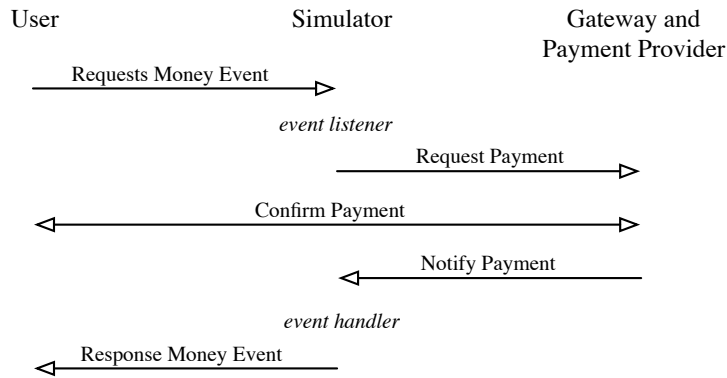 User
Simulator
Gateway and
Payment Provider
Requests Money Event
event listener
Request Payment
Confirm Payment
Notify Payment
event handler
Response Money Event